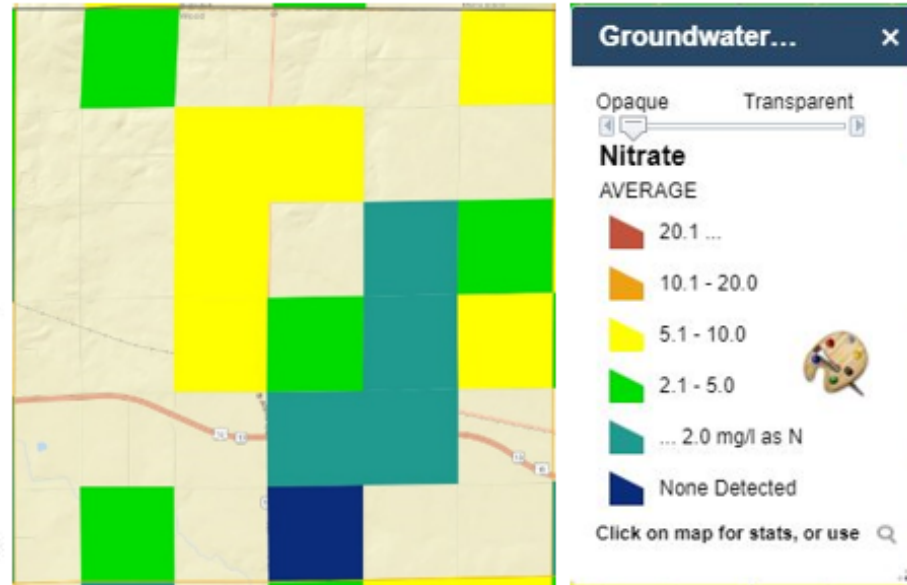 Groundwater...
Opaque Transparent
Nitrate
AVERAGE
20.1 ...
10.1 - 20.0
5.1 - 10.0
2.1 - 5.0
... 2.0 mg/l as N
None Detected
Click on map for stats, or use